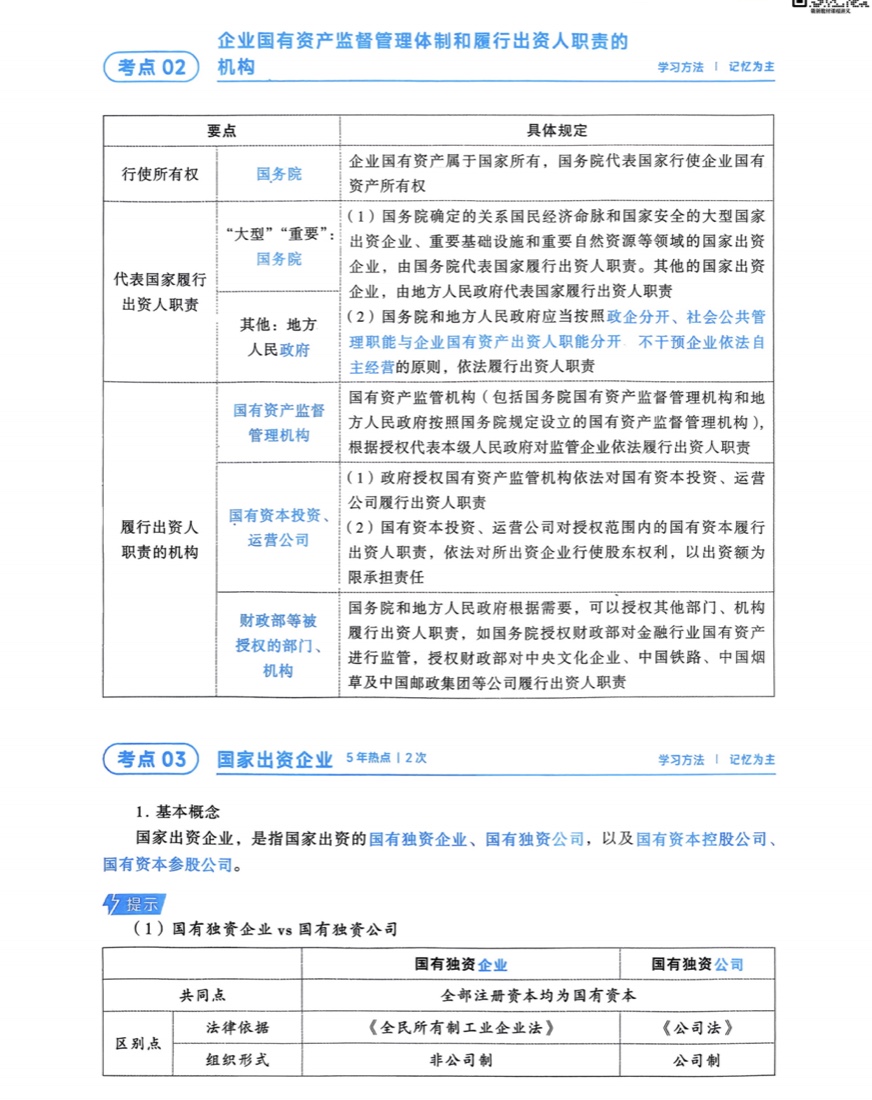 企业国有资产监督管理体制和履行出资人职责的
考点 02 机构 学习方法 | 记忆为主
要点 具体规定
行使所有权 国务院
企业国有资产属于国家所有，国务院代表国家行使企业国有
资产所有权
代表国家履行
出资人职责
“大型”“重要”：
国务院
其他：地方
人民政府
（1）国务院确定的关系国民经济命脉和国家安全的大型国家
出资企业、重要基础设施和重要自然资源等领域的国家出资
企业，由国务院代表国家履行出资人职责。其他的国家出资
企业，由地方人民政府代表国家履行出资人职责
（2）国务院和地方人民政府应当按照政企分开、社会公共管
理职能与企业国有资产出资人职能分开、不干预企业依法自
主经营的原则，依法履行出资人职责
履行出资人
职责的机构
国有资产监督
管理机构
国有资产监管机构（包括国务院国有资产监督管理机构和地
方人民政府按照国务院规定设立的国有资产监督管理机构），
根据授权代表本级人民政府对监管企业依法履行出资人职责
国有资本投资、
运营公司
（1）政府授权国有资产监管机构依法对国有资本投资、运营
公司履行出资人职责
（2）国有资本投资、运营公司对授权范围内的国有资本履行
出资人职责，依法对所出资企业行使股东权利，以出资额为
限承担责任
财政部等被
授权的部门、
机构
国务院和地方人民政府根据需要，可以授权其他部门、机构
履行出资人职责，如国务院授权财政部对金融行业国有资产
进行监管，授权财政部对中央文化企业、中国铁路、中国烟
草及中国邮政集团等公司履行出资人职责
考点 03 国家出资企业 5年热点 | 2次 学习方法 | 记忆为主
1. 基本概念
国家出资企业，是指国家出资的国有独资企业、国有独资公司，以及国有资本控股公司、
国有资本参股公司。
提示
（1）国有独资企业 vs 国有独资公司
国有独资企业 国有独资公司
共同点 全部注册资本均为国有资本
区别点
法律依据 《全民所有制工业企业法》 《公司法》
组织形式 非公司制 公司制